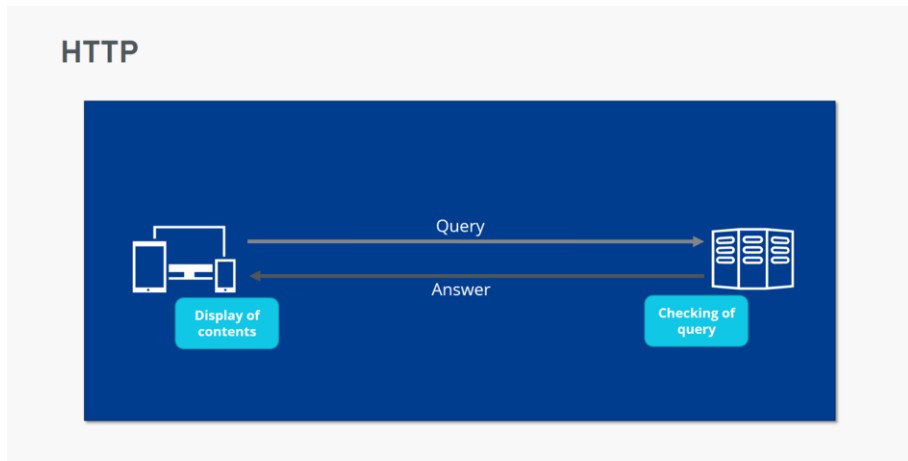 HTTP
Query
Answer
Display of
contents
Checking of
query